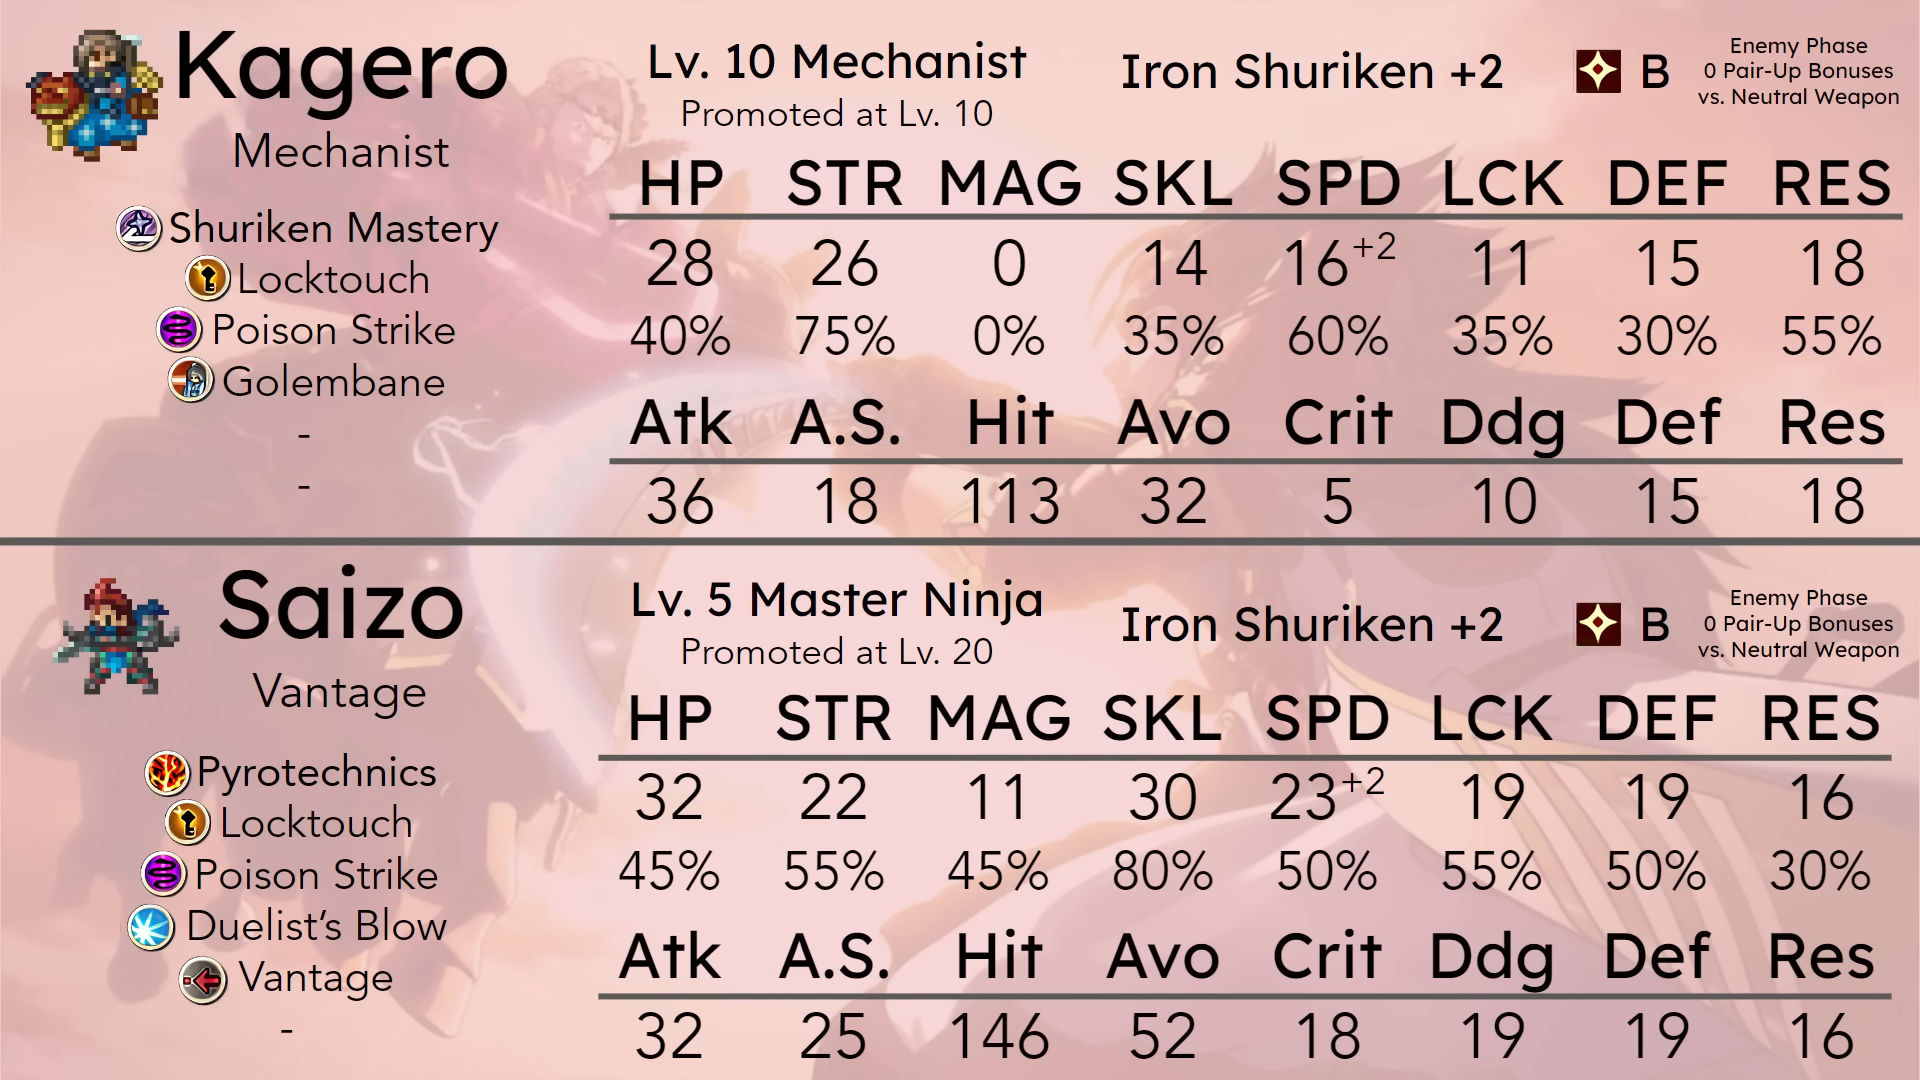 Kagero
Mechanist
Shuriken Mastery
Locktouch
Poison Strike
Golembane
-
-
Lv. 10 Mechanist
Promoted at Lv. 10
Iron Shuriken +2
B
Enemy Phase
0 Pair-Up Bonuses
vs. Neutral Weapon
HP STR MAG SKL SPD LCK DEF RES
28 26 0 14 16+2 11 15 18
40% 75% 0% 35% 60% 35% 30% 55%
Atk A.S. Hit Avo Crit Ddg Def Res
36 18 113 32 5 10 15 18
Saizo
Vantage
Pyrotechnics
Locktouch
Poison Strike
Duelist’s Blow
Vantage
-
Lv. 5 Master Ninja
Promoted at Lv. 20
Iron Shuriken +2
B
Enemy Phase
0 Pair-Up Bonuses
vs. Neutral Weapon
HP STR MAG SKL SPD LCK DEF RES
32 22 11 30 23+2 19 19 16
45% 55% 45% 80% 50% 55% 50% 30%
Atk A.S. Hit Avo Crit Ddg Def Res
32 25 146 52 18 19 19 16